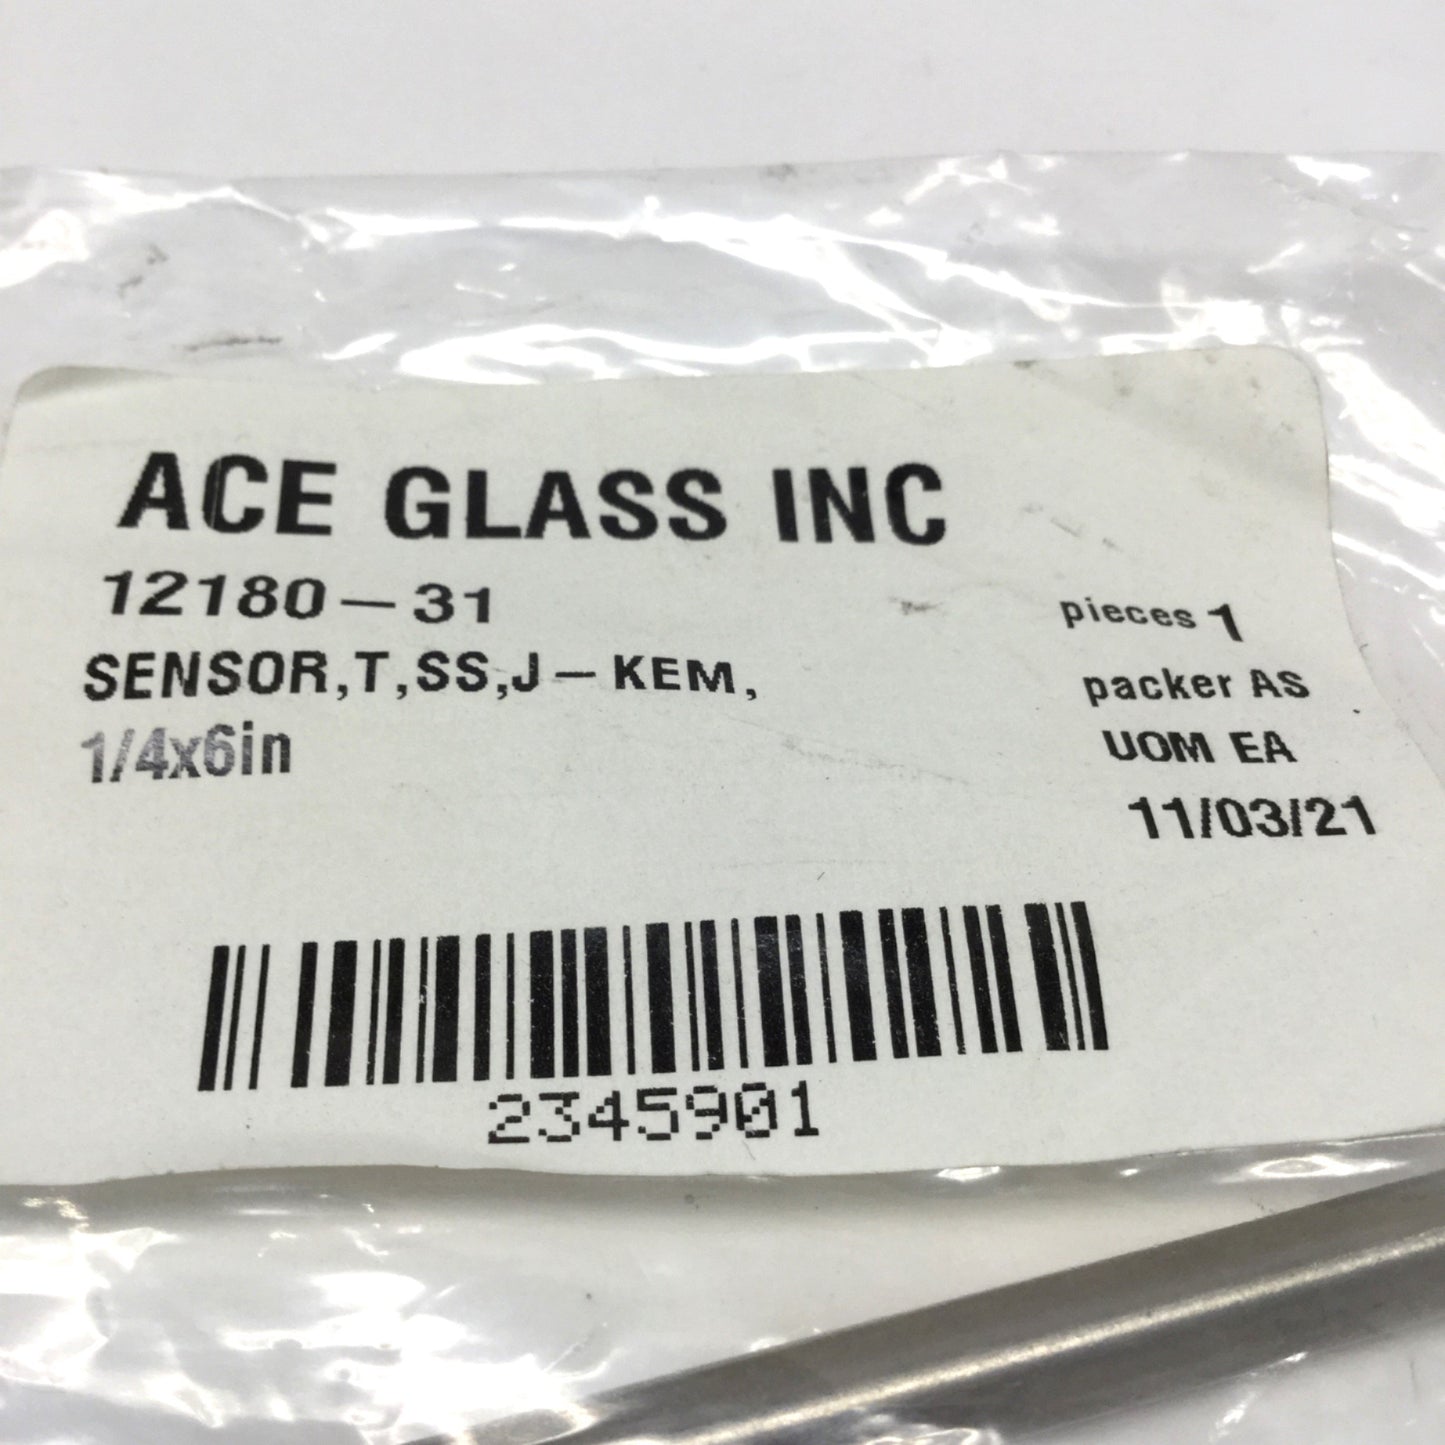 ACE GLASS INC
12180-31
SENSOR,T,SS,J-KEM,
1/4x6in
pieces 1
packer AS
UOM EA
11/03/21
2345901